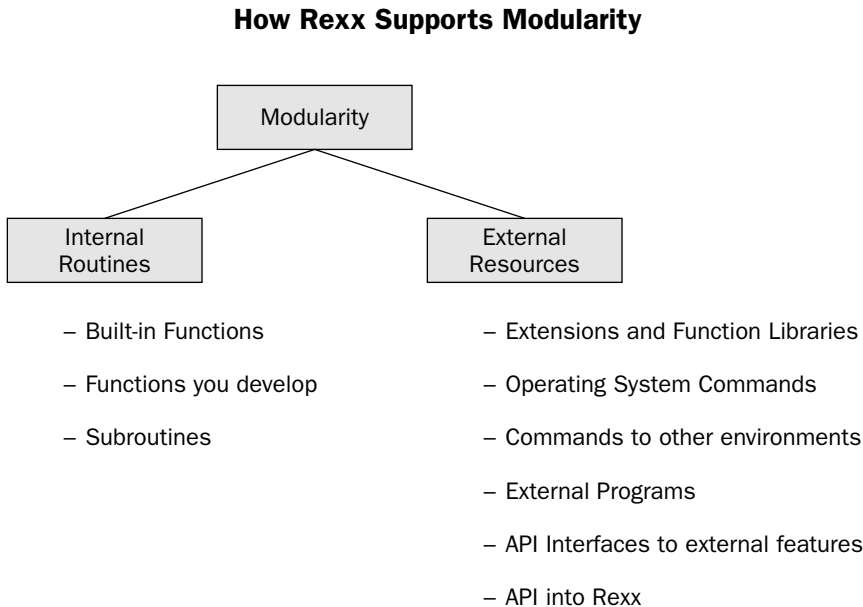 How Rexx Supports Modularity
Modularity
Internal
Routines
– Built-in Functions
– Functions you develop
– Subroutines
External
Resources
– Extensions and Function Libraries
– Operating System Commands
– Commands to other environments
– External Programs
– API Interfaces to external features
– API into Rexx